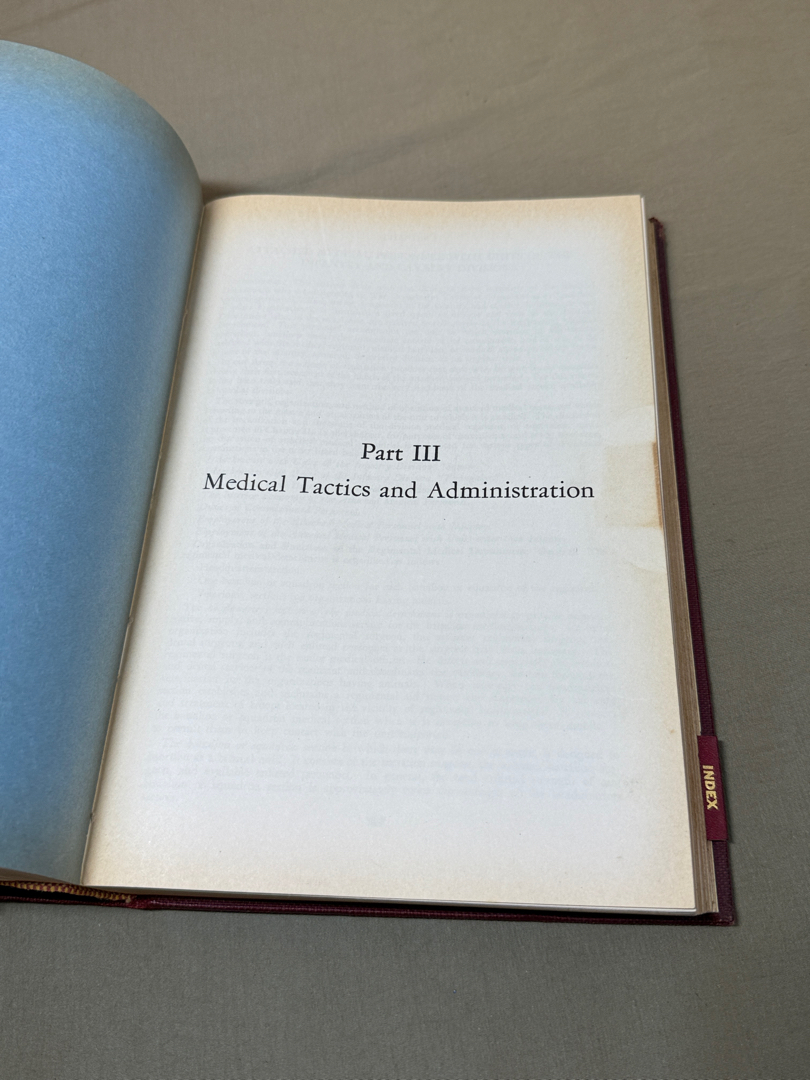 Part III
Medical Tactics and Administration
INDEX